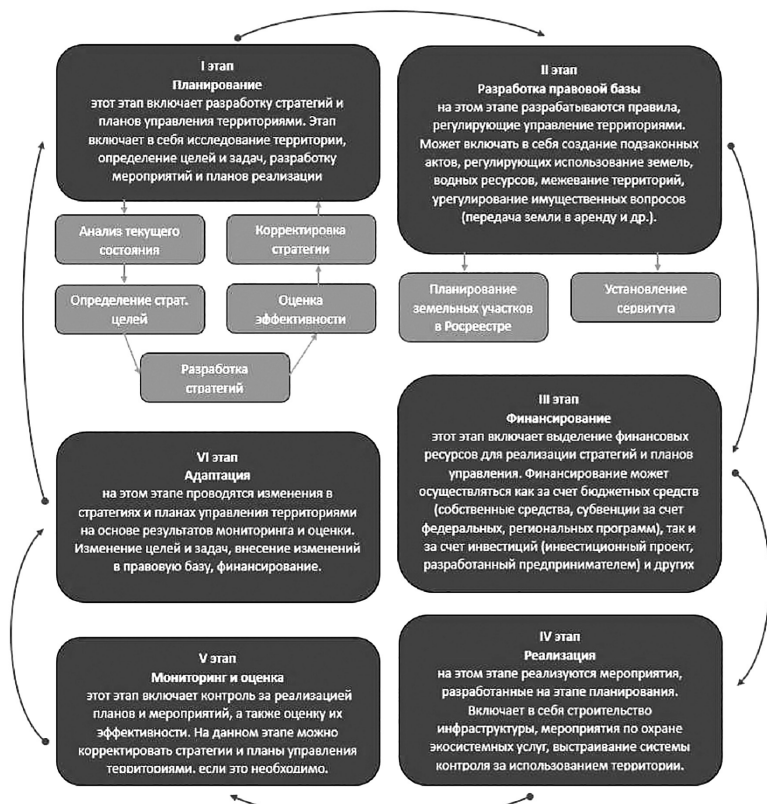 I этап
Планирование
этот этап включает разработку стратегий и
планов управления территориями. Этап
включает в себя исследование территории,
определение целей и задач, разработку
мероприятий и планов реализации
Анализ текущего
состояния
Корректировка
стратегии
Определение страт.
целей
Оценка
эффективности
Разработка
стратегий
II этап
Разработка правовой базы
на этом этапе разрабатываются правила,
регулирующие управление территориями.
Может включать в себя создание подзаконных
актов, регулирующих использование земель,
водных ресурсов, межевание территорий,
урегулирование имущественных вопросов
(передача земли в аренду и др.).
Планирование
земельных участков
в Росреестре
Установление
сервитута
III этап
Финансирование
этот этап включает выделение финансовых
ресурсов для реализации стратегий и планов
управления. Финансирование может
осуществляться как за счет бюджетных средств
(собственные средства, субвенции за счет
федеральных, региональных программ), так и
за счет инвестиций (инвестиционный проект,
разработанный предпринимателем) и других
VI этап
Адаптация
на этом этапе проводятся изменения в
стратегиях и планах управления территориями
на основе результатов мониторинга и оценки.
Изменение целей и задач, внесение изменений
в правовую базу, финансирование.
V этап
Мониторинг и оценка
этот этап включает контроль за реализацией
планов и мероприятий, а также оценку их
эффективности. На данном этапе можно
корректировать стратегии и планы управления
территориями, если это необходимо.
IV этап
Реализация
на этом этапе реализуются мероприятия,
разработанные на этапе планирования.
Включает в себя строительство
инфраструктуры, мероприятия по охране
экосистемных услуг, выстраивание системы
контроля за использованием территории.